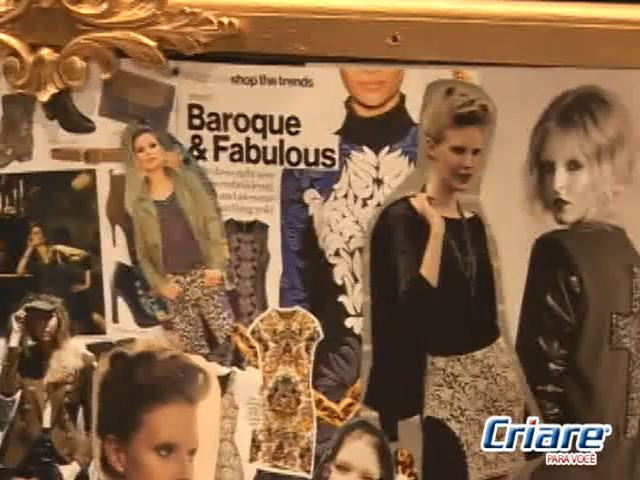 shop the trends
Baroque
& Fabulous
Criare
PARA VOCÊ